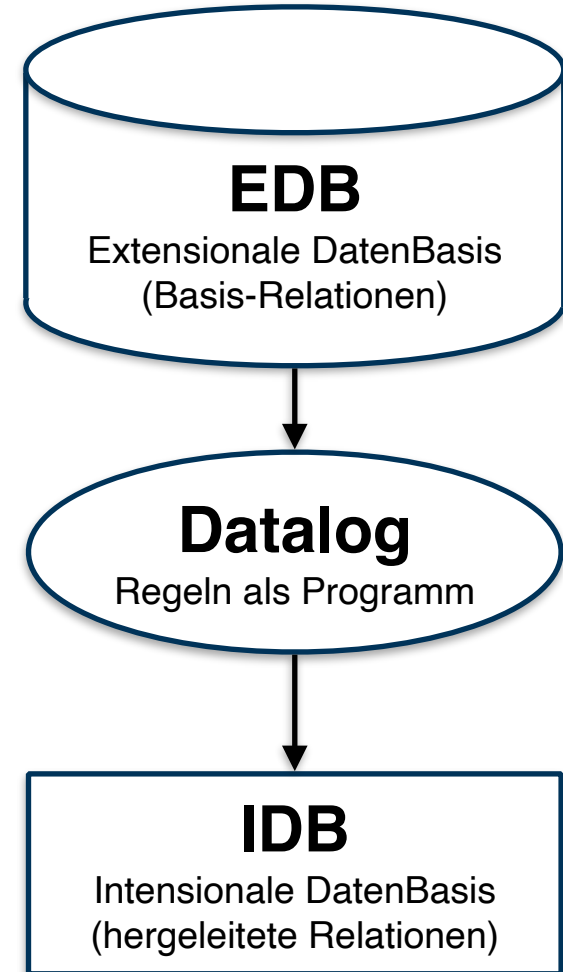 EDB
Extensionale DatenBasis
(Basis-Relationen)
Datalog
Regeln als Programm
IDB
Intensionale DatenBasis
(hergeleitete Relationen)